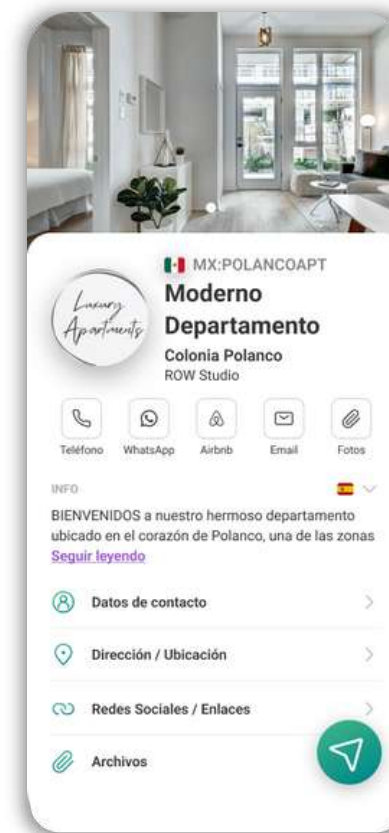 MX:POLANCOAPT
Luxury
Apartments
Moderno
Departamento
Colonia Polanco
ROW Studio
Teléfono WhatsApp Airbnb Email Fotos
INFO
BIENVENIDOS a nuestro hermoso departamento
ubicado en el corazón de Polanco, una de las zonas
Seguir leyendo
Datos de contacto
Dirección / Ubicación
Redes Sociales / Enlaces
Archivos